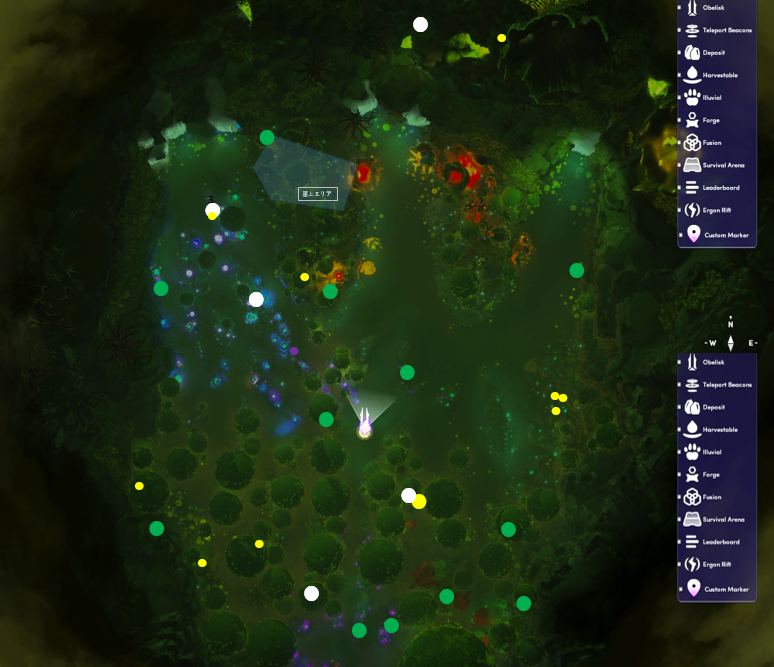 Obelisk
Teleport Beacons
Deposit
Harvestable
Illuvial
Forge
Fusion
Survival Arena
Leaderboard
Ergon Rift
Custom Marker
崖上エリア
N
-W E-
Obelisk
Teleport Beacons
Deposit
Harvestable
Illuvial
Forge
Fusion
Survival Arena
Leaderboard
Ergon Rift
Custom Marker